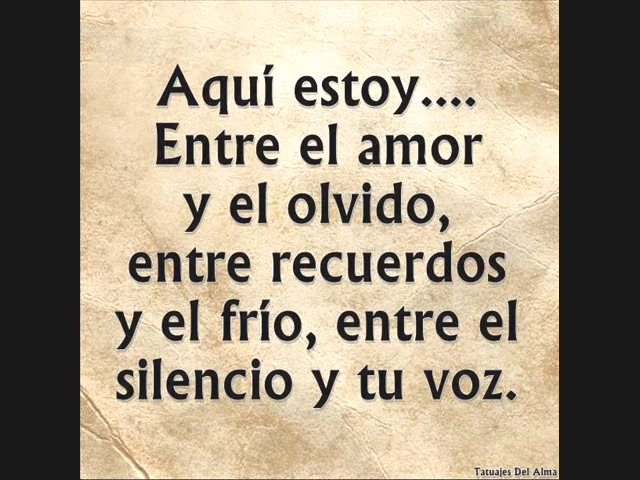 Aquí estoy....
Entre el amor
y el olvido,
entre recuerdos
y el frío, entre el
silencio y tu voz.
Tatuajes Del Alma